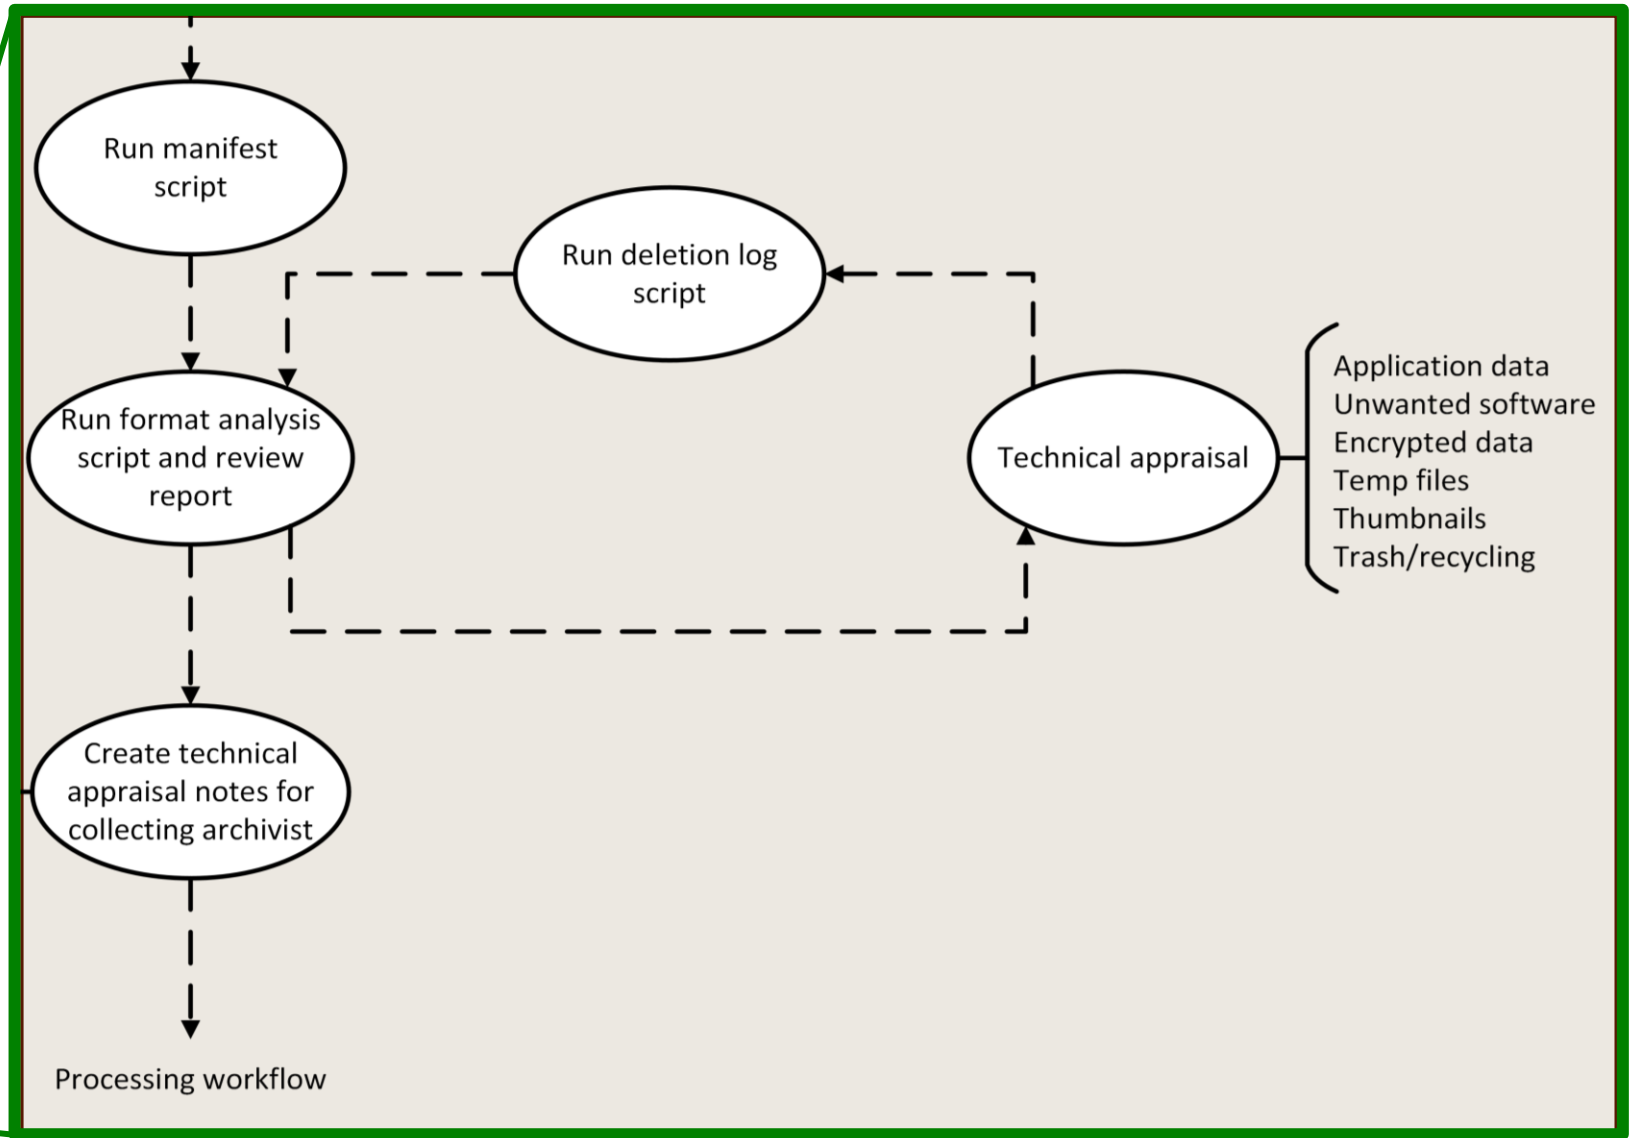 Run manifest
script
Run deletion log
script
Run format analysis
script and review
report
Technical appraisal
Application data
Unwanted software
Encrypted data
Temp files
Thumbnails
Trash/recycling
Create technical
appraisal notes for
collecting archivist
Processing workflow